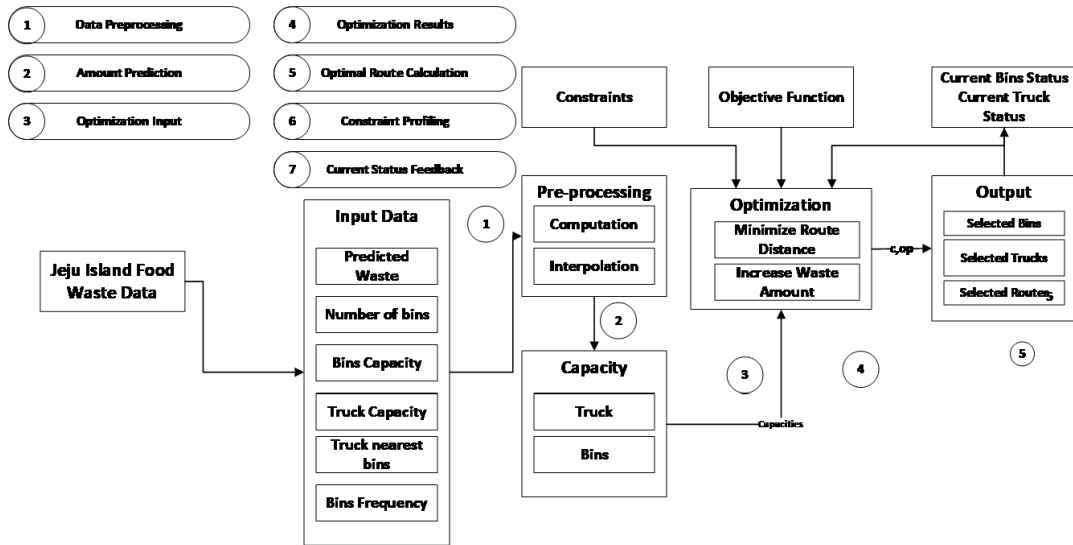 1 Data Preprocessing
2 Amount Prediction
3 Optimization Input
4 Optimization Results
5 Optimal Route Calculation
6 Constraint Profiling
7 Current Status Feedback
Jeju Island Food
Waste Data
Input Data
Predicted
Waste
Number of bins
Bins Capacity
Truck Capacity
Truck nearest
bins
Bins Frequency
1
Pre-processing
Computation
Interpolation
2
Capacity
Truck
Bins
Capacities
3
Constraints
Objective Function
Optimization
Minimize Route
Distance
Increase Waste
Amount
4
c,op
Current Bins Status
Current Truck
Status
Output
Selected Bins
Selected Trucks
Selected Routes
5
5